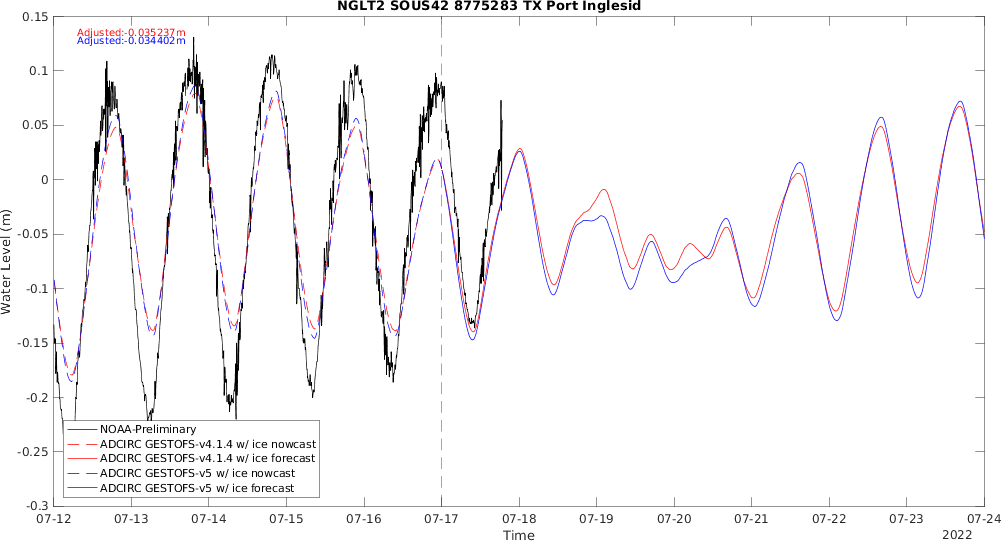 NGLT2 SOUS42 8775283 TX Port Inglesid
Adjusted:-0.035237m
Adjusted:-0.034402m
Water Level (m)
0.15
0.1
0.05
0
-0.05
-0.1
-0.15
-0.2
-0.25
-0.3
NOAA-Preliminary
ADCIRC GESTOFS-v4.1.4 w/ ice nowcast
ADCIRC GESTOFS-v4.1.4 w/ ice forecast
ADCIRC GESTOFS-v5 w/ ice nowcast
ADCIRC GESTOFS-v5 w/ ice forecast
07-12 07-13 07-14 07-15 07-16 07-17 07-18 07-19 07-20 07-21 07-22 07-23 07-24
Time
2022